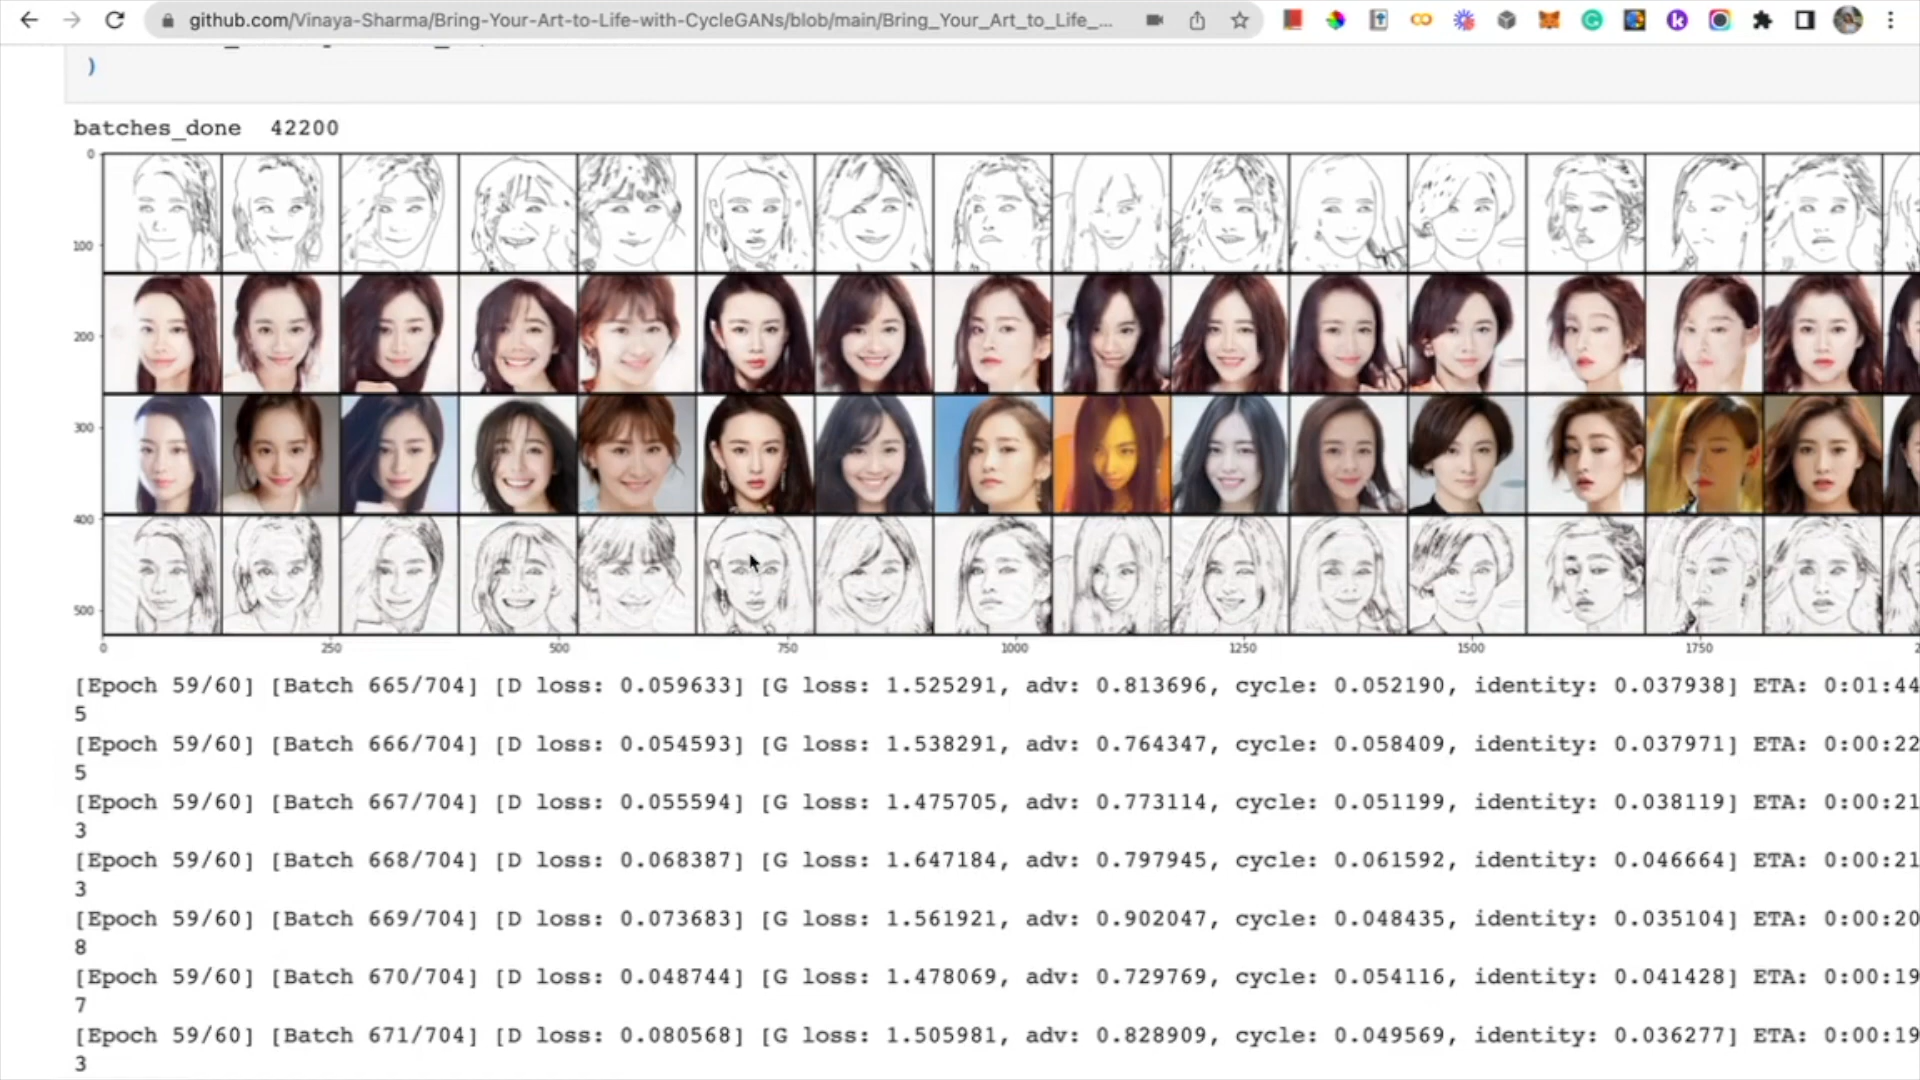 github.com/Vinaya-Sharma/Bring-Your-Art-to-Life-with-CycleGANs/blob/main/Bring_Your_Art_to_Life_...
)
batches_done 42200
0
100
200
300
400
500
0 250 500 750 1000 1250 1500 1750 2
[Epoch 59/60] [Batch 665/704] [D loss: 0.059633] [G loss: 1.525291, adv: 0.813696, cycle: 0.052190, identity: 0.037938] ETA: 0:01:44
5
[Epoch 59/60] [Batch 666/704] [D loss: 0.054593] [G loss: 1.538291, adv: 0.764347, cycle: 0.058409, identity: 0.037971] ETA: 0:00:22
5
[Epoch 59/60] [Batch 667/704] [D loss: 0.055594] [G loss: 1.475705, adv: 0.773114, cycle: 0.051199, identity: 0.038119] ETA: 0:00:21
3
[Epoch 59/60] [Batch 668/704] [D loss: 0.068387] [G loss: 1.647184, adv: 0.797945, cycle: 0.061592, identity: 0.046664] ETA: 0:00:21
3
[Epoch 59/60] [Batch 669/704] [D loss: 0.073683] [G loss: 1.561921, adv: 0.902047, cycle: 0.048435, identity: 0.035104] ETA: 0:00:20
8
[Epoch 59/60] [Batch 670/704] [D loss: 0.048744] [G loss: 1.478069, adv: 0.729769, cycle: 0.054116, identity: 0.041428] ETA: 0:00:19
7
[Epoch 59/60] [Batch 671/704] [D loss: 0.080568] [G loss: 1.505981, adv: 0.828909, cycle: 0.049569, identity: 0.036277] ETA: 0:00:19
3